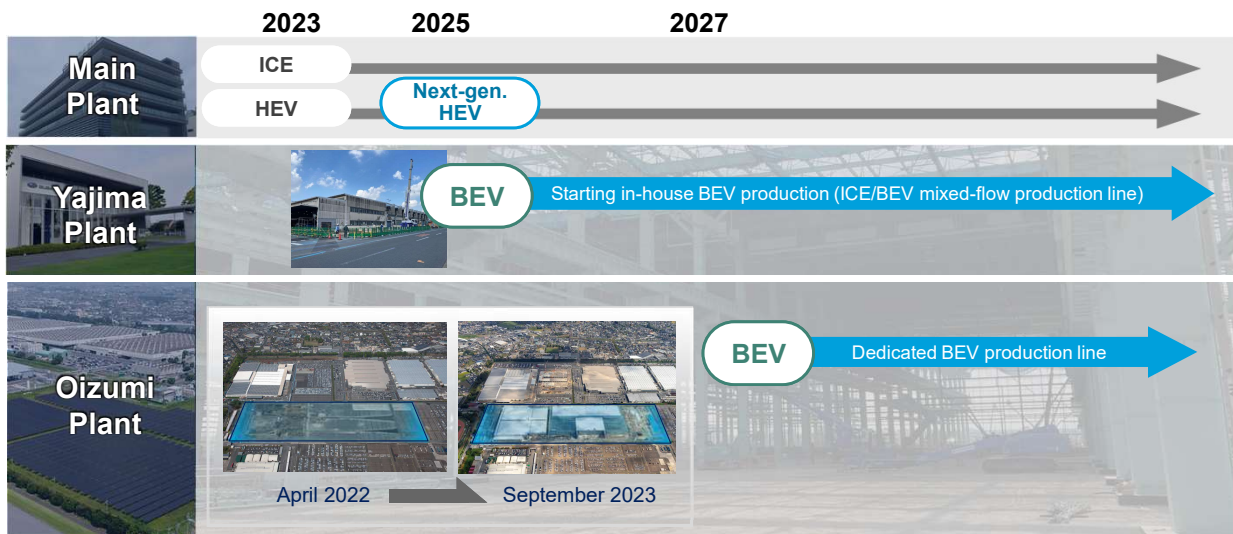 2023
2025
2027
Main
Plant
ICE
HEV
Next-gen.
HEV
Yajima
Plant
BEV
Starting in-house BEV production (ICE/BEV mixed-flow production line)
Oizumi
Plant
April 2022
September 2023
BEV
Dedicated BEV production line